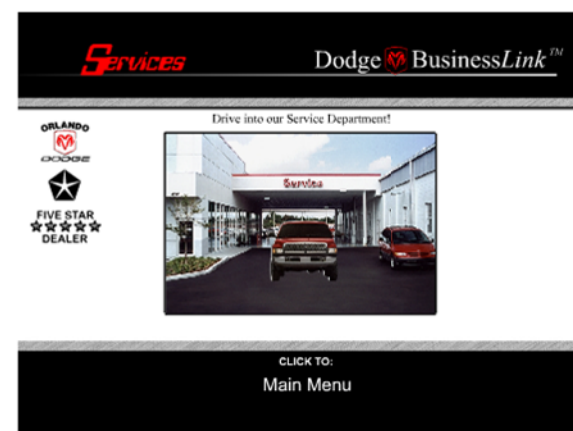 Services
Dodge BusinessLink™
Drive into our Service Department!
ORLANDO
DODGE
FIVE STAR
DEALER
Service
CLICK TO:
Main Menu